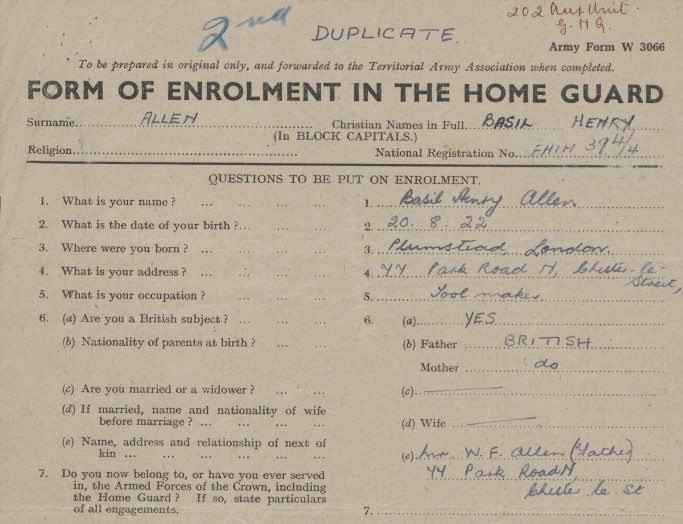 2nd DUPLICATE.
202 Aux Unit.
G.H.Q.
Army Form W 3066
To be prepared in original only, and forwarded to the Territorial Army Association when completed.
FORM OF ENROLMENT IN THE HOME GUARD
Surname ALLEN Christian Names in Full BASIL HENRY
(In BLOCK CAPITALS.)
Religion National Registration No. 394/4
QUESTIONS TO BE PUT ON ENROLMENT.
1. What is your name? ... ... ... 1. Basil Henry Allen
2. What is the date of your birth? ... ... ... 2. 20. 8. 22
3. Where were you born? ... ... ... 3. Plumstead, London.
4. What is your address? ... ... ... 4. 44 Park Road N, Chester-le-
Street,
5. What is your occupation? ... ... ... 5. Tool maker.
6. (a) Are you a British subject? ... ... ... 6. (a) YES
(b) Nationality of parents at birth? ... ... (b) Father BRITISH
Mother do
(c) Are you married or a widower? ... ... (c)
(d) If married, name and nationality of wife
before marriage? ... ... ... ... (d) Wife
(e) Name, address and relationship of next of
kin ... ... ... ... ... ... (e) Mr W. F. Allen (Father)
44 Park Road N,
Chester le St
7. Do you now belong to, or have you ever served
in, the Armed Forces of the Crown, including
the Home Guard? If so, state particulars
of all engagements. 7.